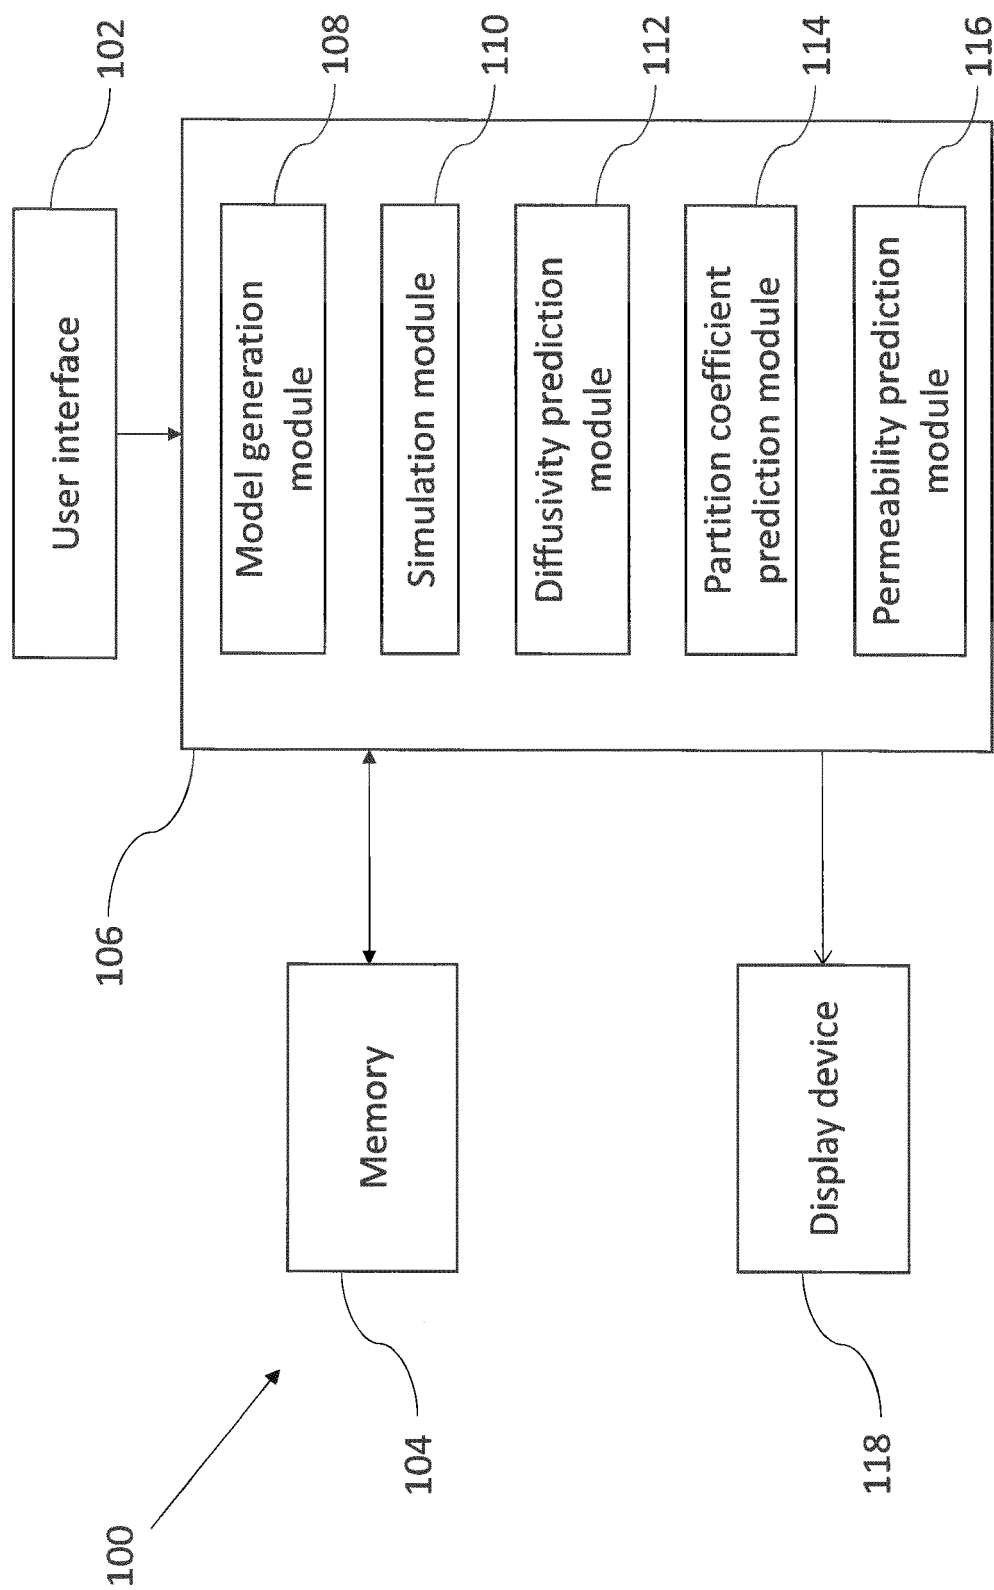 100
102
User interface
106
108
Model generation
module
110
Simulation module
112
Diffusivity prediction
module
114
Partition coefficient
prediction module
116
Permeability prediction
module
104
Memory
118
Display device